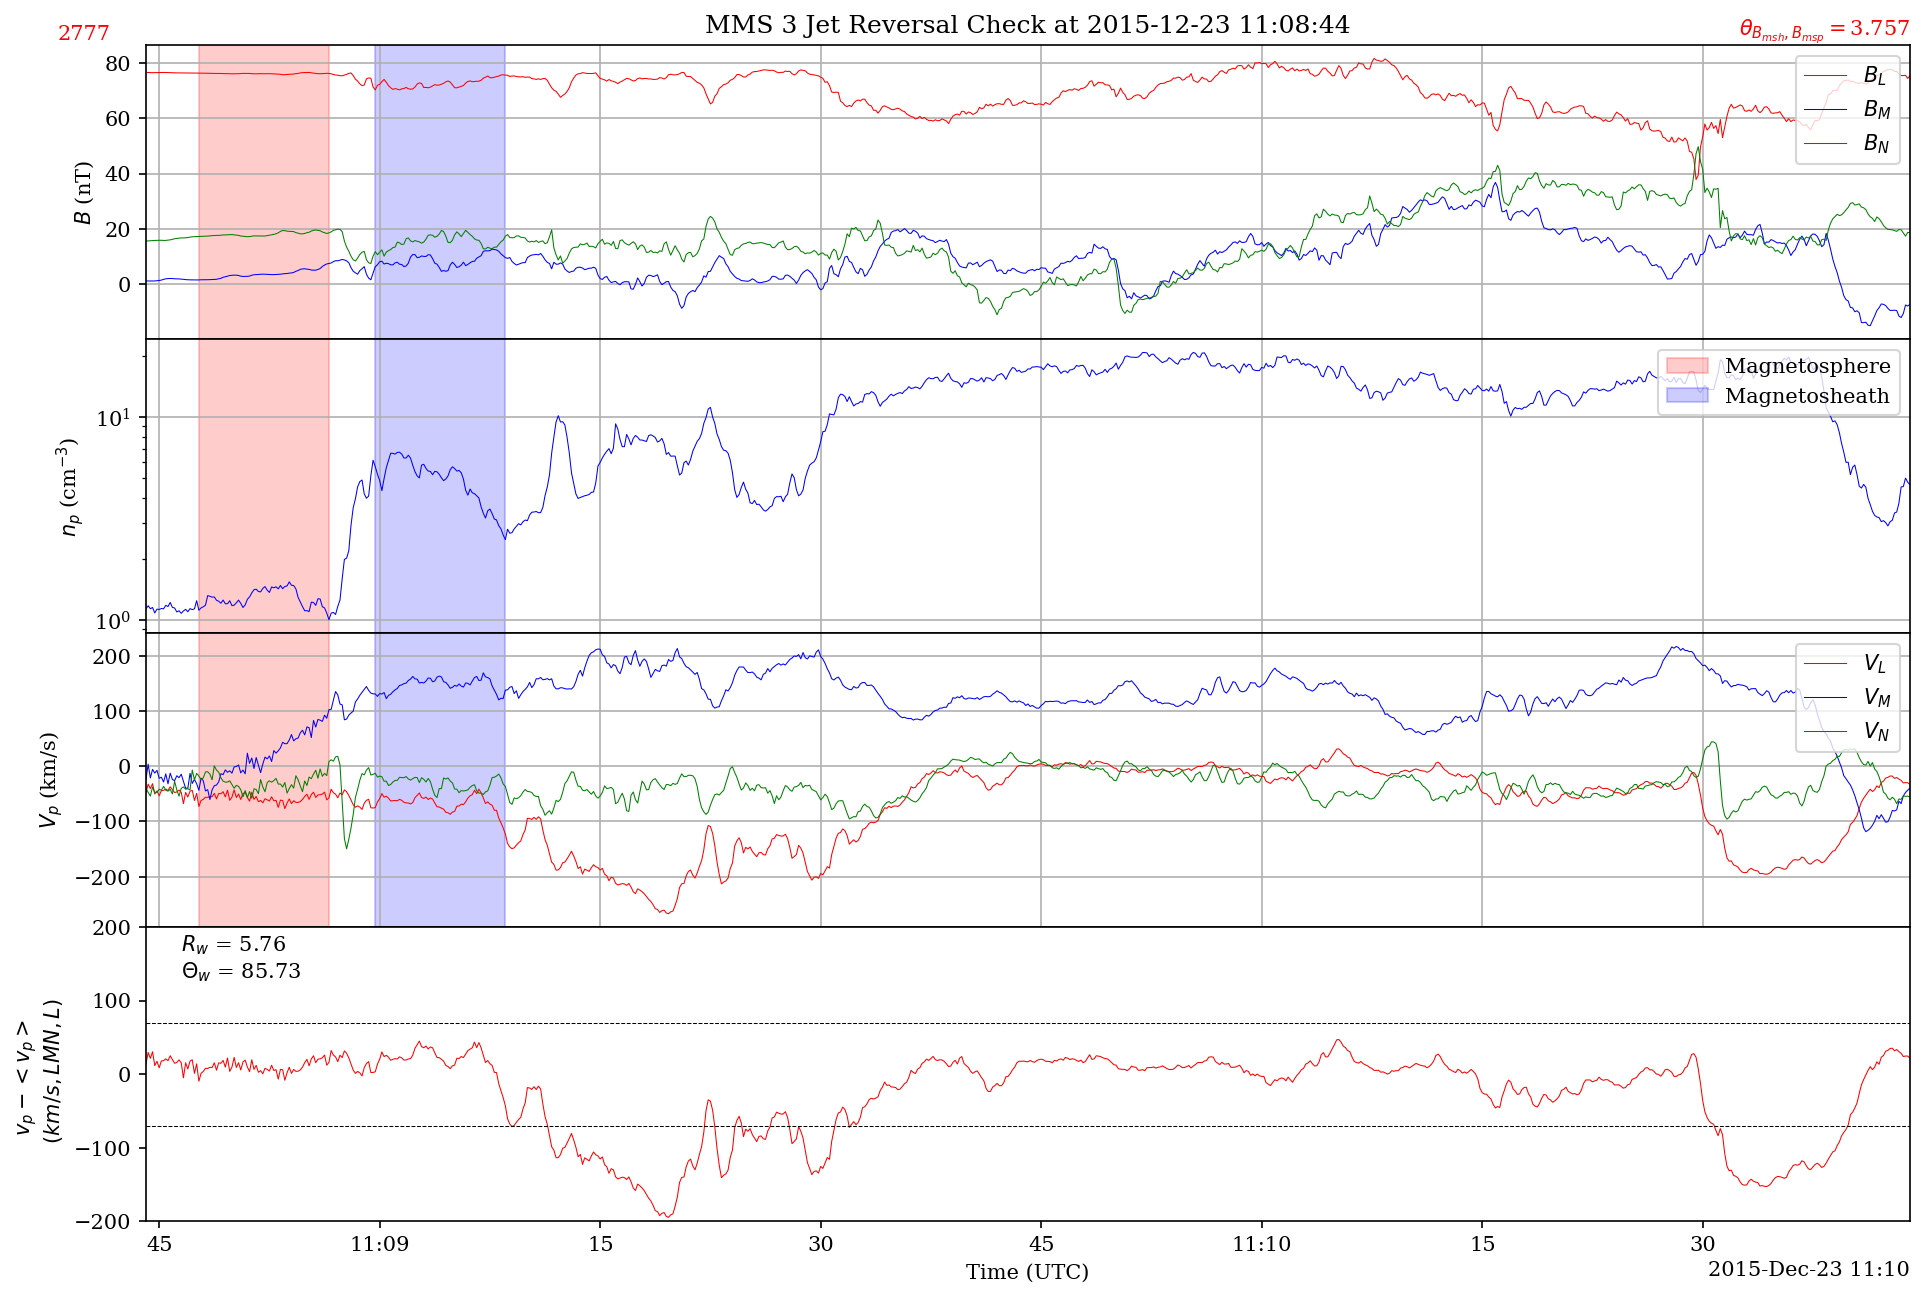 MMS 3 Jet Reversal Check at 2015-12-23 11:08:44
2777
θ_{B_{msh}, B_{msp}} = 3.757
80
60
40
20
0
B (nT)
B_L
B_M
B_N
10^1
10^0
n_p (cm^{−3})
Magnetosphere
Magnetosheath
200
100
0
−100
−200
V_p (km/s)
V_L
V_M
V_N
200
100
0
−100
−200
v_p − < v_p >
(km/s, LMN, L)
R_w = 5.76
Θ_w = 85.73
45
11:09
15
30
45
11:10
15
30
Time (UTC)
2015-Dec-23 11:10